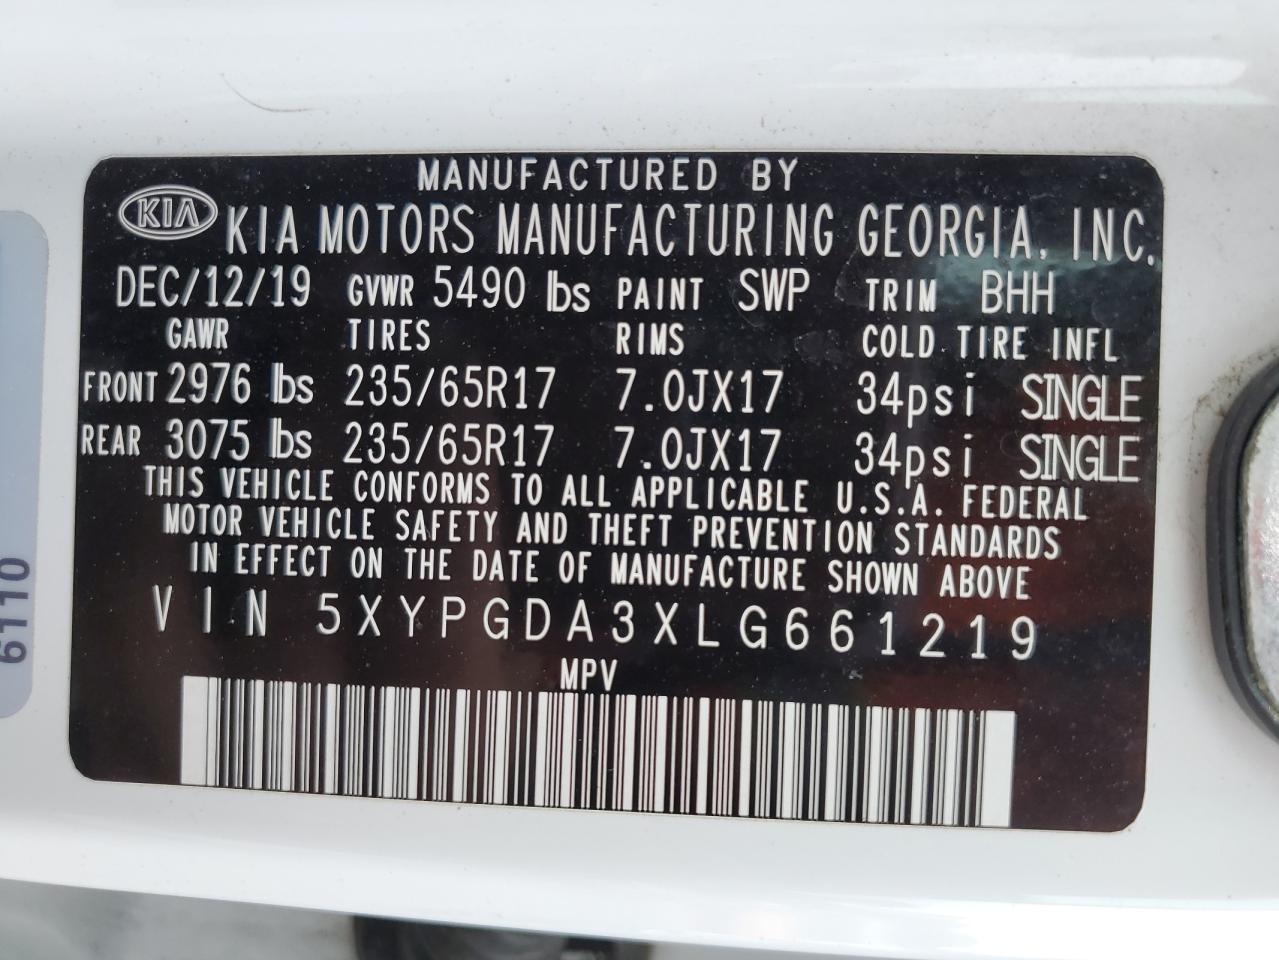 MANUFACTURED BY
KIA KIA MOTORS MANUFACTURING GEORGIA, INC.
DEC/12/19 GVWR 5490 lbs PAINT SWP TRIM BHH
GAWR TIRES RIMS COLD TIRE INFL
FRONT 2976 lbs 235/65R17 7.0JX17 34psi SINGLE
REAR 3075 lbs 235/65R17 7.0JX17 34psi SINGLE
THIS VEHICLE CONFORMS TO ALL APPLICABLE U.S.A. FEDERAL
MOTOR VEHICLE SAFETY AND THEFT PREVENTION STANDARDS
IN EFFECT ON THE DATE OF MANUFACTURE SHOWN ABOVE
VIN 5XYPGDA3XLG661219
MPV
6110